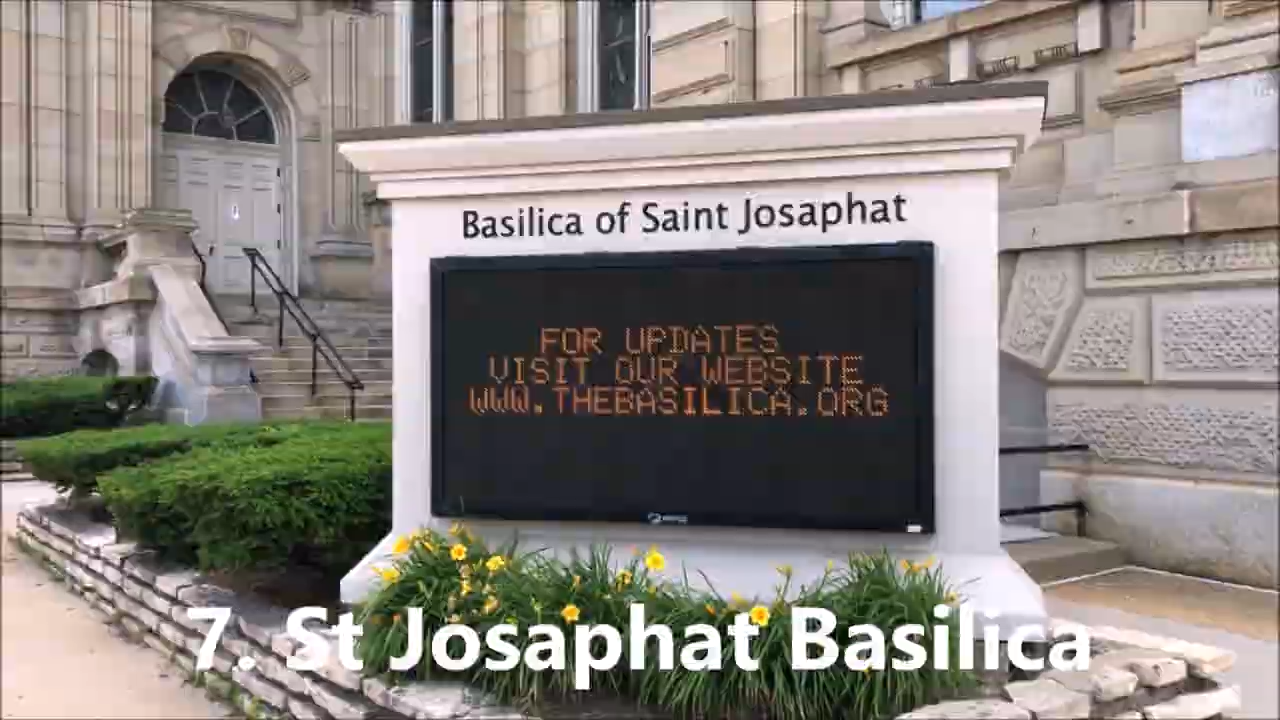 Basilica of Saint Josaphat
FOR UPDATES
VISIT OUR WEBSITE
WWW.THEBASILICA.ORG
7. St Josaphat Basilica